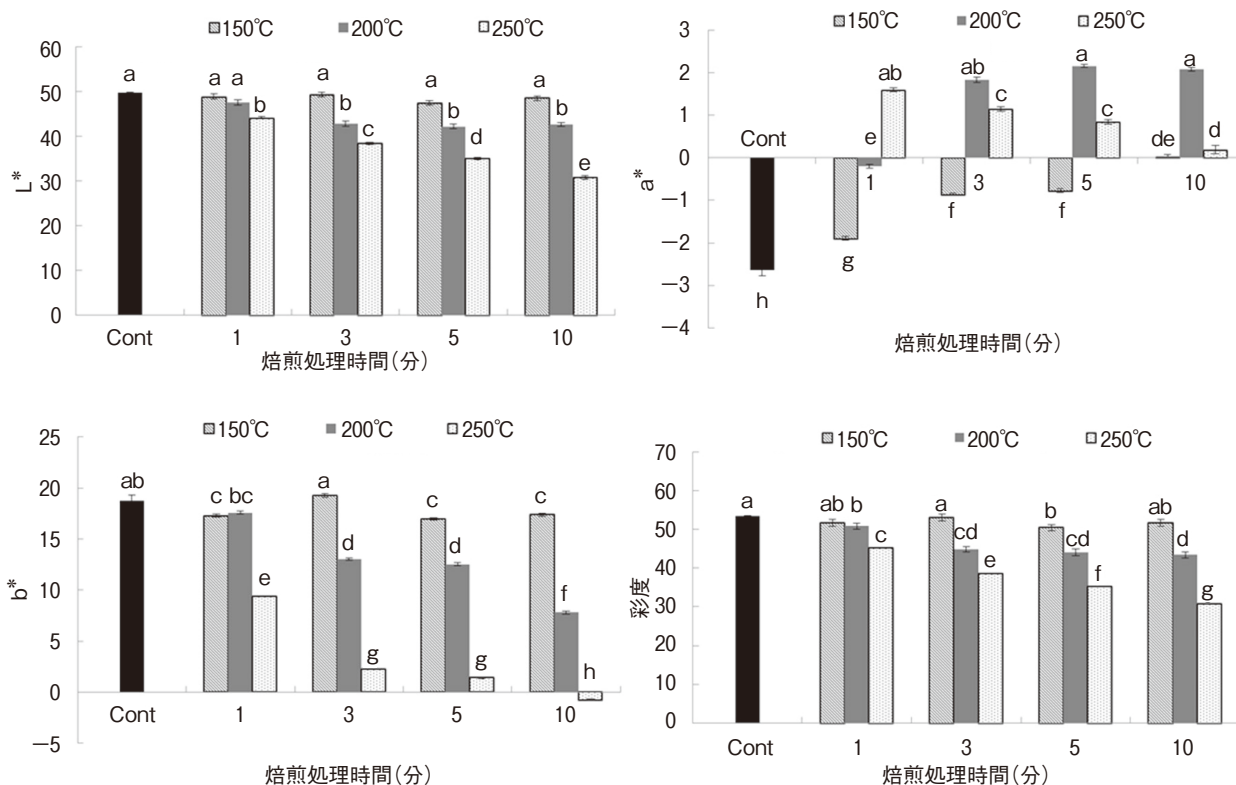 150℃ 200℃ 250℃
60
50
40
30
20
10
0
L*
a
a a b
a b c
a b d
a b e
Cont 1 3 5 10
焙煎処理時間(分)
150℃ 200℃ 250℃
3
2
1
0
−1
−2
−3
−4
a*
Cont
h
g e ab
f ab c
f a c
de a d
1 3 5 10
焙煎処理時間(分)
150℃ 200℃ 250℃
25
20
15
10
5
0
−5
b*
ab
c bc e
a d g
c d g
c f h
Cont 1 3 5 10
焙煎処理時間(分)
150℃ 200℃ 250℃
70
60
50
40
30
20
10
0
彩度
a
ab b c
a cd e
b cd f
ab d g
Cont 1 3 5 10
焙煎処理時間(分)